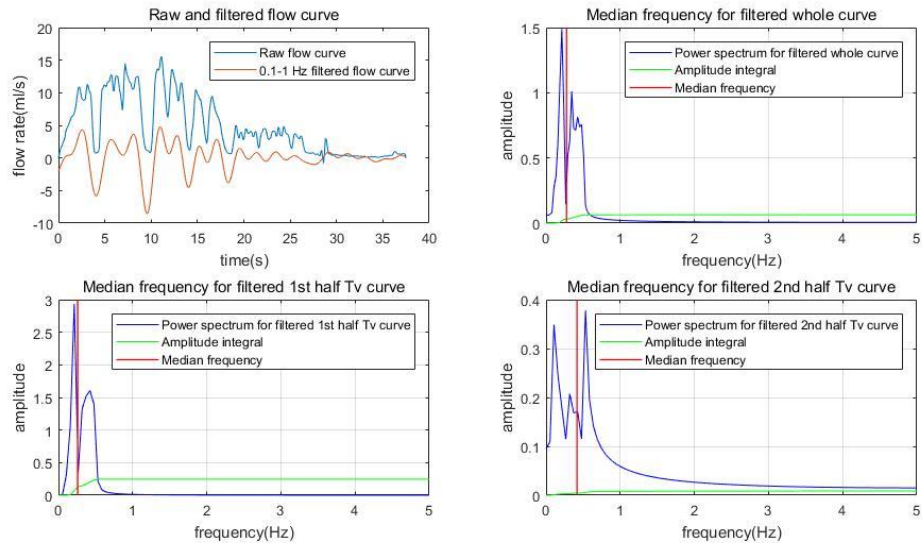 Raw and filtered flow curve
20
15
10
5
0
-5
-10
flow rate(ml/s)
Raw flow curve
0.1-1 Hz filtered flow curve
0 5 10 15 20 25 30 35 40
time(s)
Median frequency for filtered whole curve
1.5
1
0.5
0
amplitude
Power spectrum for filtered whole curve
Amplitude integral
Median frequency
0 1 2 3 4 5
frequency(Hz)
Median frequency for filtered 1st half Tv curve
3
2.5
2
1.5
1
0.5
0
amplitude
Power spectrum for filtered 1st half Tv curve
Amplitude integral
Median frequency
0 1 2 3 4 5
frequency(Hz)
Median frequency for filtered 2nd half Tv curve
0.4
0.3
0.2
0.1
0
amplitude
Power spectrum for filtered 2nd half Tv curve
Amplitude integral
Median frequency
0 1 2 3 4 5
frequency(Hz)